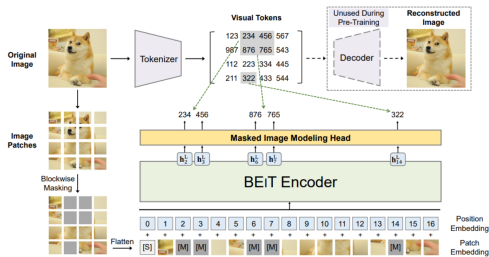 Original
Image
Tokenizer
Visual Tokens
123 234 456 567
987 876 765 543
112 223 334 445
211 322 433 544
Unused During
Pre-Training
Decoder
Reconstructed
Image
Image
Patches
234 456 876 765 322
Masked Image Modeling Head
Blockwise
Masking
BEiT Encoder
Flatten
0 1 2 3 4 5 6 7 8 9 10 11 12 13 14 15 16
Position
Embedding
+ + + + + + + + + + + + + + + + +
[S] [M] [M] [M] [M] [M]
Patch
Embedding